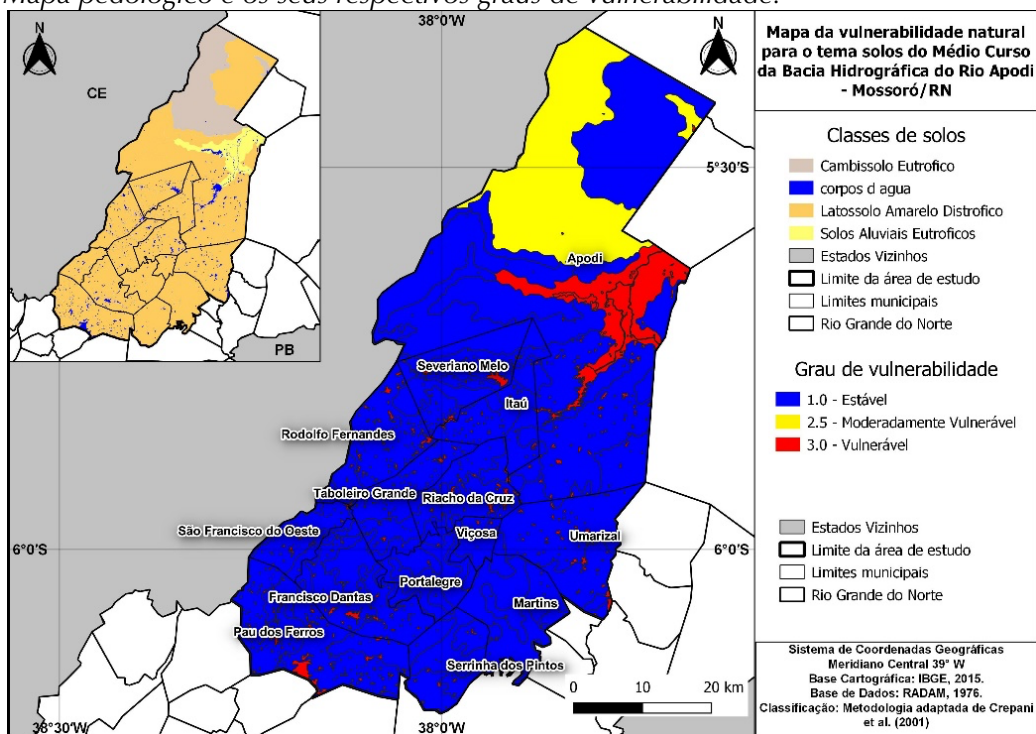 Mapa pedológico e os seus respectivos graus de vulnerabilidade.
38°0'W
N
CE
PB
N
5°30'S
Apodi
Severiano Melo
Itaú
Rodolfo Fernandes
Taboleiro Grande
Riacho da Cruz
São Francisco do Oeste
Viçosa
Umarizal
6°0'S
6°0'S
Portalegre
Francisco Dantas
Martins
Pau dos Ferros
Serrinha dos Pintos
0 10 20 km
38°30'W
38°0'W
Mapa da vulnerabilidade natural
para o tema solos do Médio Curso
da Bacia Hidrográfica do Rio Apodi
- Mossoró/RN
Classes de solos
Cambissolo Eutrofico
corpos d agua
Latossolo Amarelo Distrofico
Solos Aluviais Eutroficos
Estados Vizinhos
Limite da área de estudo
Limites municipais
Rio Grande do Norte
Grau de vulnerabilidade
1.0 - Estável
2.5 - Moderadamente Vulnerável
3.0 - Vulnerável
Estados Vizinhos
Limite da área de estudo
Limites municipais
Rio Grande do Norte
Sistema de Coordenadas Geográficas
Meridiano Central 39° W
Base Cartográfica: IBGE, 2015.
Base de Dados: RADAM, 1976.
Classificação: Metodologia adaptada de Crepani
et al. (2001)